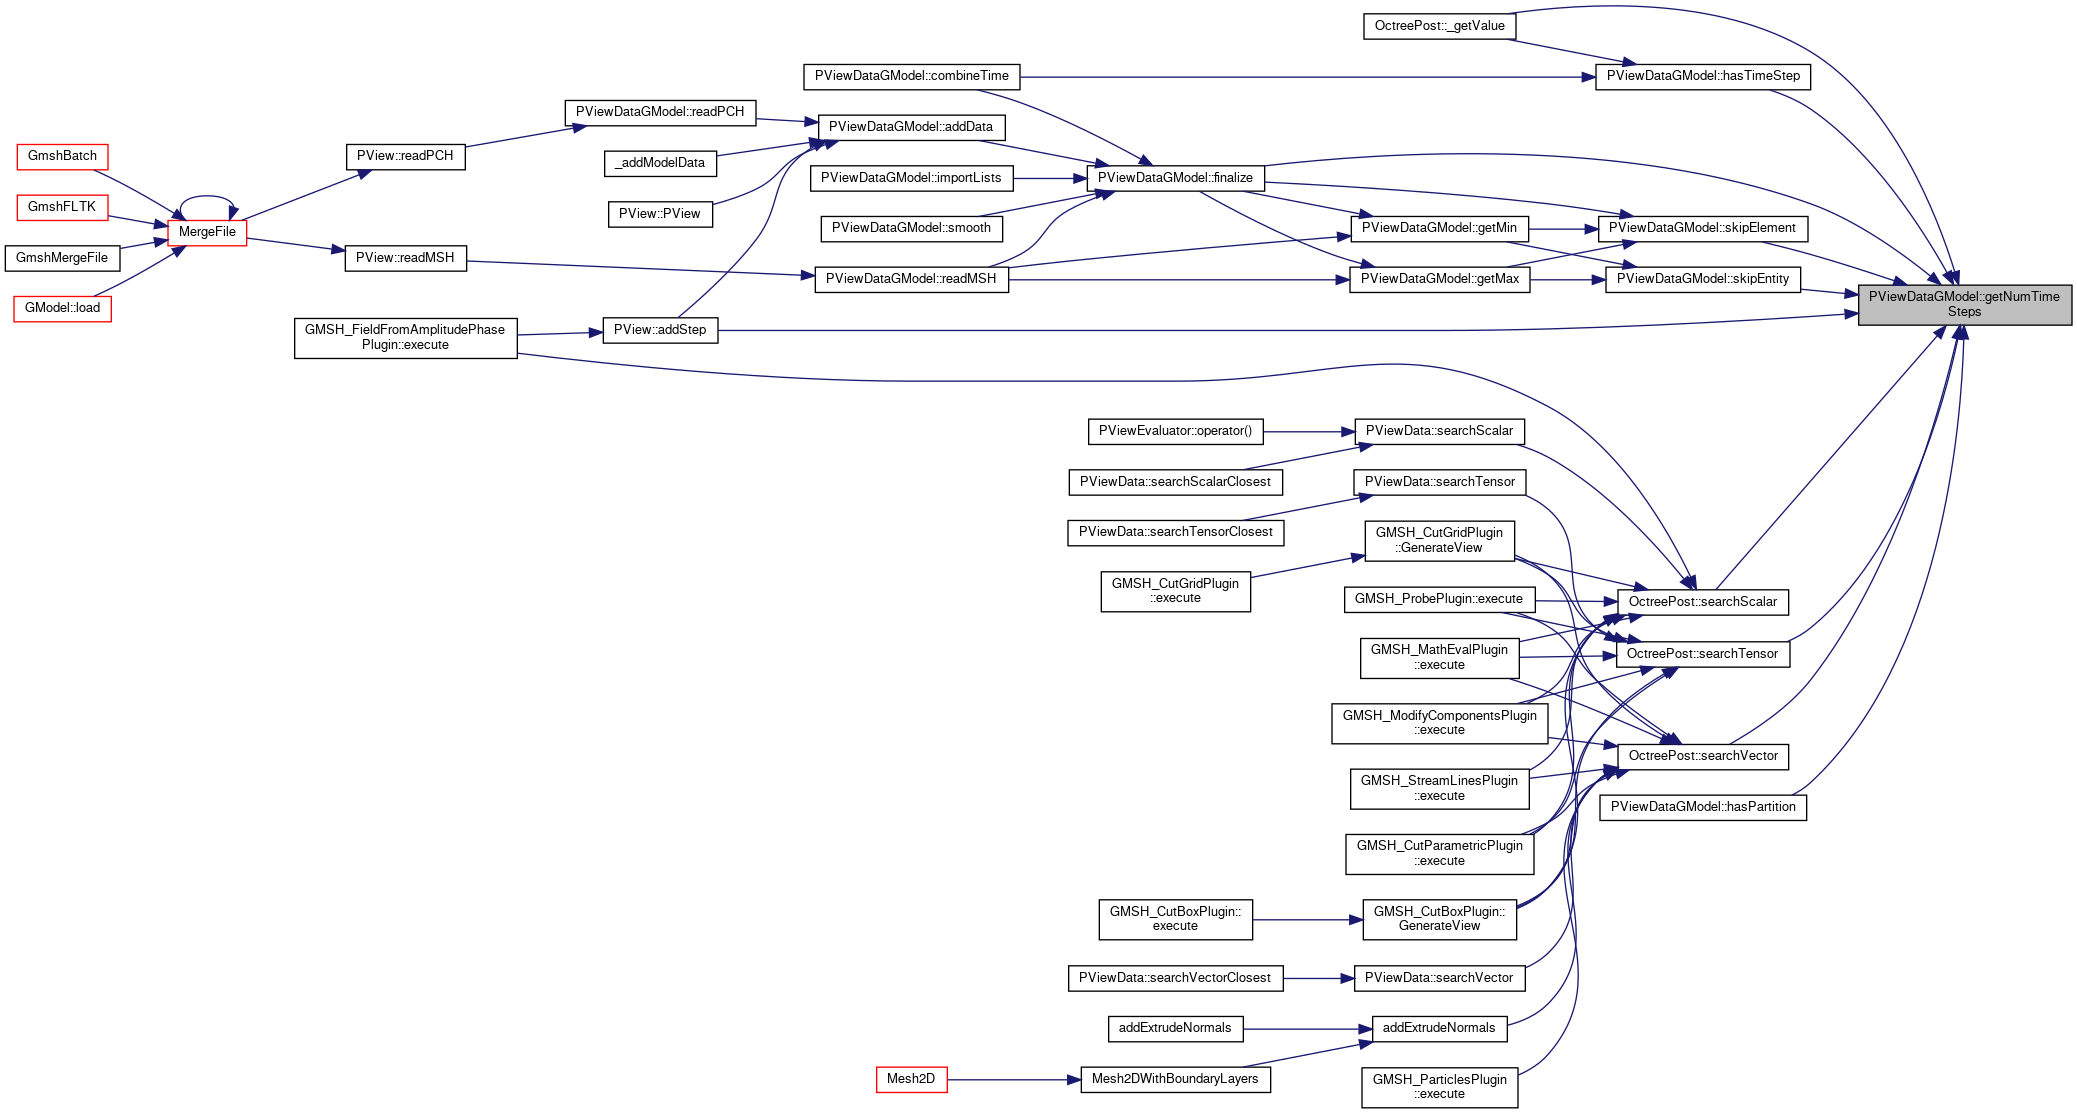 OctreePost::_getValue
PViewDataGModel::combineTime
PViewDataGModel::hasTimeStep
PViewDataGModel::readPCH
PViewDataGModel::addData
GmshBatch
PView::readPCH
_addModelData
PViewDataGModel::importLists
PViewDataGModel::finalize
GmshFLTK
MergeFile
PView::PView
PViewDataGModel::smooth
PViewDataGModel::getMin
PViewDataGModel::skipElement
GmshMergeFile
PView::readMSH
PViewDataGModel::readMSH
PViewDataGModel::getMax
PViewDataGModel::skipEntity
PViewDataGModel::getNumTime
Steps
GModel::load
GMSH_FieldFromAmplitudePhase
Plugin::execute
PView::addStep
PViewEvaluator::operator()
PViewData::searchScalar
PViewData::searchScalarClosest
PViewData::searchTensor
PViewData::searchTensorClosest
GMSH_CutGridPlugin
::GenerateView
GMSH_CutGridPlugin
::execute
GMSH_ProbePlugin::execute
OctreePost::searchScalar
GMSH_MathEvalPlugin
::execute
OctreePost::searchTensor
GMSH_ModifyComponentsPlugin
::execute
OctreePost::searchVector
GMSH_StreamLinesPlugin
::execute
PViewDataGModel::hasPartition
GMSH_CutParametricPlugin
::execute
GMSH_CutBoxPlugin::
execute
GMSH_CutBoxPlugin::
GenerateView
PViewData::searchVectorClosest
PViewData::searchVector
addExtrudeNormals
addExtrudeNormals
Mesh2D
Mesh2DWithBoundaryLayers
GMSH_ParticlesPlugin
::execute